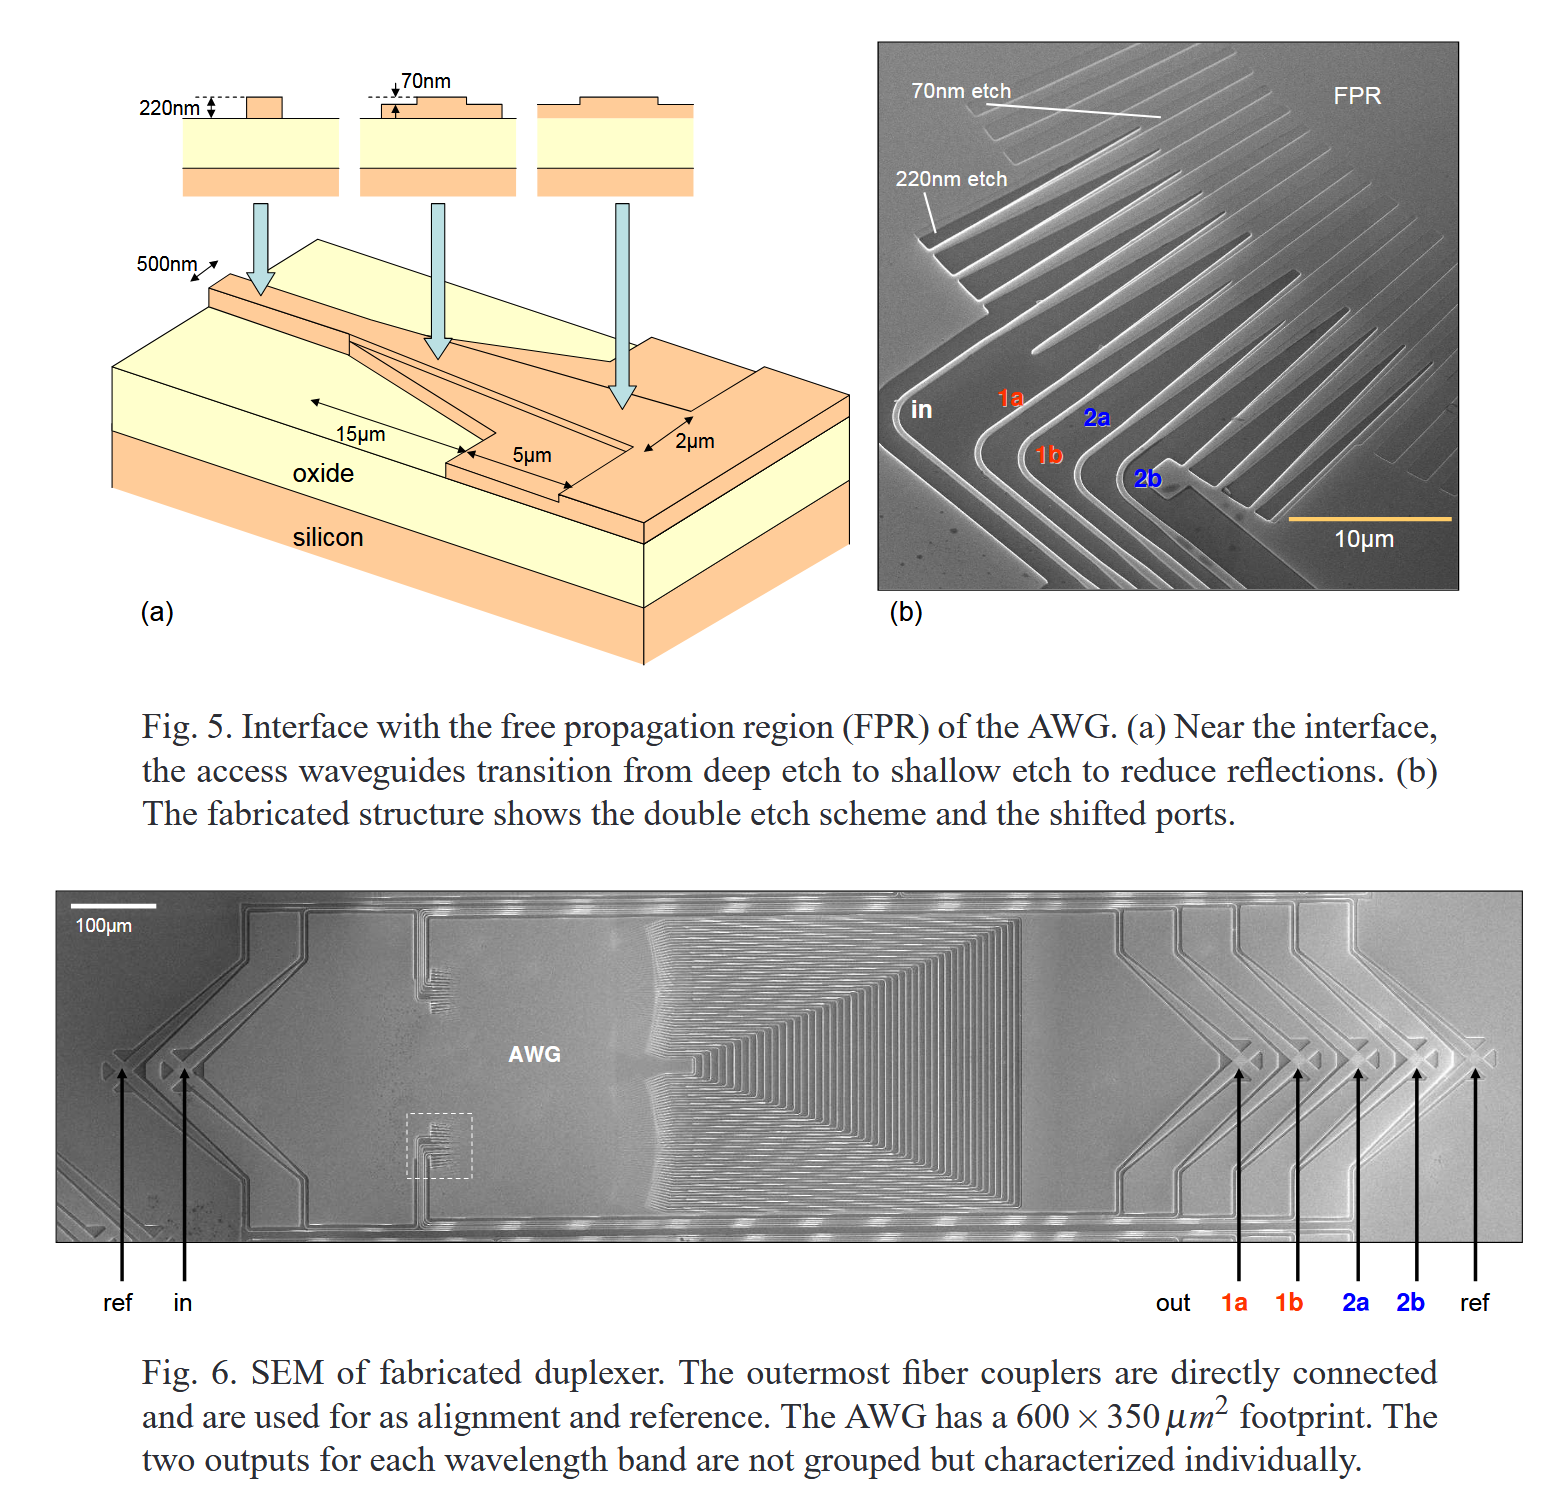 70nm
220nm
500nm
15µm
5µm
2µm
oxide
silicon
(a)
70nm etch
FPR
220nm etch
in
1a
2a
1b
2b
10µm
(b)
Fig. 5. Interface with the free propagation region (FPR) of the AWG. (a) Near the interface,
the access waveguides transition from deep etch to shallow etch to reduce reflections. (b)
The fabricated structure shows the double etch scheme and the shifted ports.
100µm
AWG
ref in out 1a 1b 2a 2b ref
Fig. 6. SEM of fabricated duplexer. The outermost fiber couplers are directly connected
and are used for as alignment and reference. The AWG has a 600 × 350 µm² footprint. The
two outputs for each wavelength band are not grouped but characterized individually.